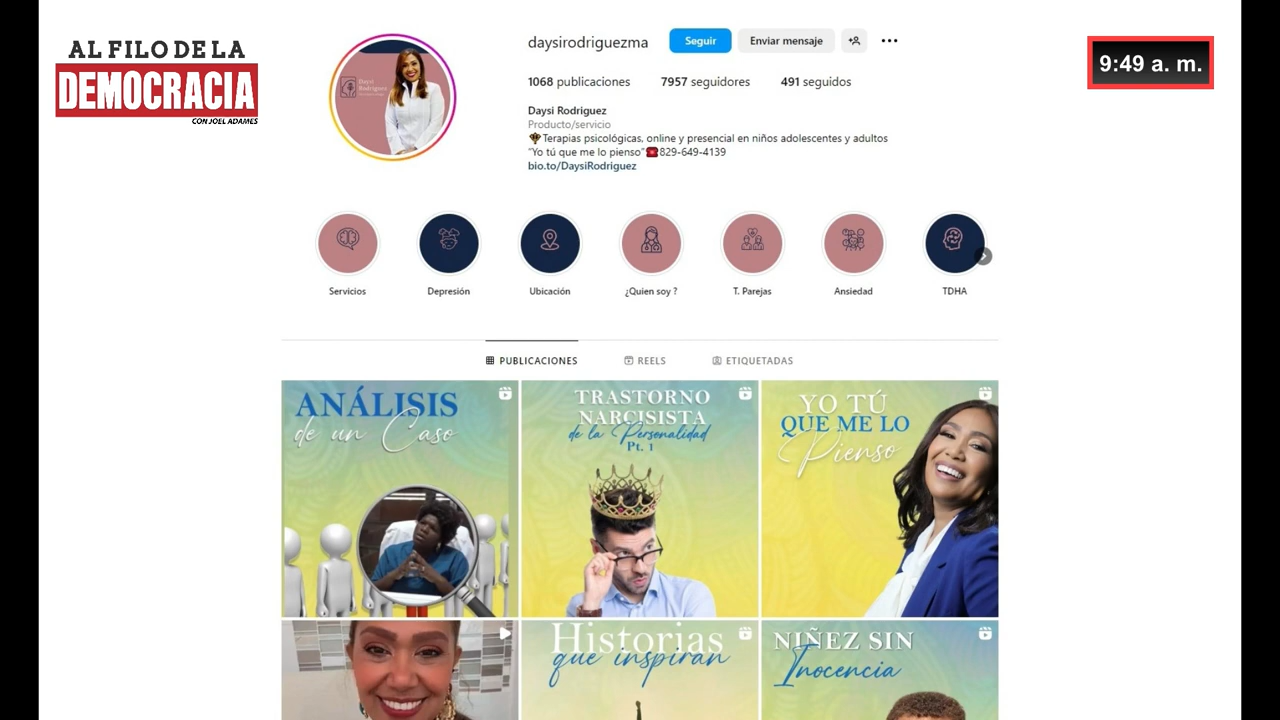 AL FILO DE LA
DEMOCRACIA
CON JOEL ADAMES
9:49 a. m.
daysirodriguezma
Seguir
Enviar mensaje
1068 publicaciones 7957 seguidores 491 seguidos
Daysi Rodriguez
Producto/servicio
Terapias psicológicas, online y presencial en niños adolescentes y adultos
"Yo tú que me lo pienso"☎829-649-4139
bio.to/DaysiRodriguez
Daysi
Rodríguez
Servicios
Depresión
Ubicación
¿Quien soy ?
T. Parejas
Ansiedad
TDHA
PUBLICACIONES
REELS
ETIQUETADAS
ANÁLISIS
de un Caso
TRASTORNO
NARCISISTA
de la Personalidad
Pt. 1
YO TÚ
QUE ME LO
Pienso
Historias
que inspiran
NIÑEZ SIN
Inocencia